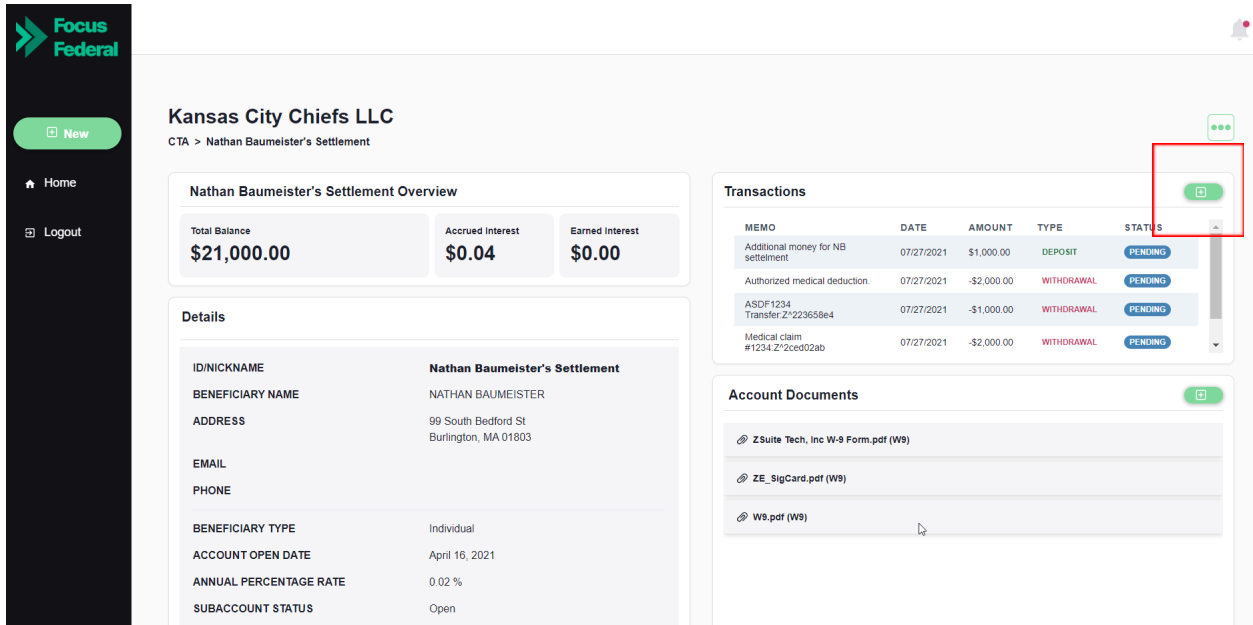 Focus
Federal
New
Home
Logout
Kansas City Chiefs LLC
CTA > Nathan Baumeister's Settlement
Nathan Baumeister's Settlement Overview
Total Balance
$21,000.00
Accrued Interest
$0.04
Earned Interest
$0.00
Details
ID/NICKNAME Nathan Baumeister's Settlement
BENEFICIARY NAME NATHAN BAUMEISTER
ADDRESS 99 South Bedford St
Burlington, MA 01803
EMAIL
PHONE
BENEFICIARY TYPE Individual
ACCOUNT OPEN DATE April 16, 2021
ANNUAL PERCENTAGE RATE 0.02 %
SUBACCOUNT STATUS Open
Transactions
MEMO DATE AMOUNT TYPE STATUS
Additional money for NB
settelment 07/27/2021 $1,000.00 DEPOSIT PENDING
Authorized medical deduction. 07/27/2021 -$2,000.00 WITHDRAWAL PENDING
ASDF1234
Transfer:Z^223658e4 07/27/2021 -$1,000.00 WITHDRAWAL PENDING
Medical claim
#1234:Z^2ced02ab 07/27/2021 -$2,000.00 WITHDRAWAL PENDING
Account Documents
ZSuite Tech, Inc W-9 Form.pdf (W9)
ZE_SigCard.pdf (W9)
W9.pdf (W9)